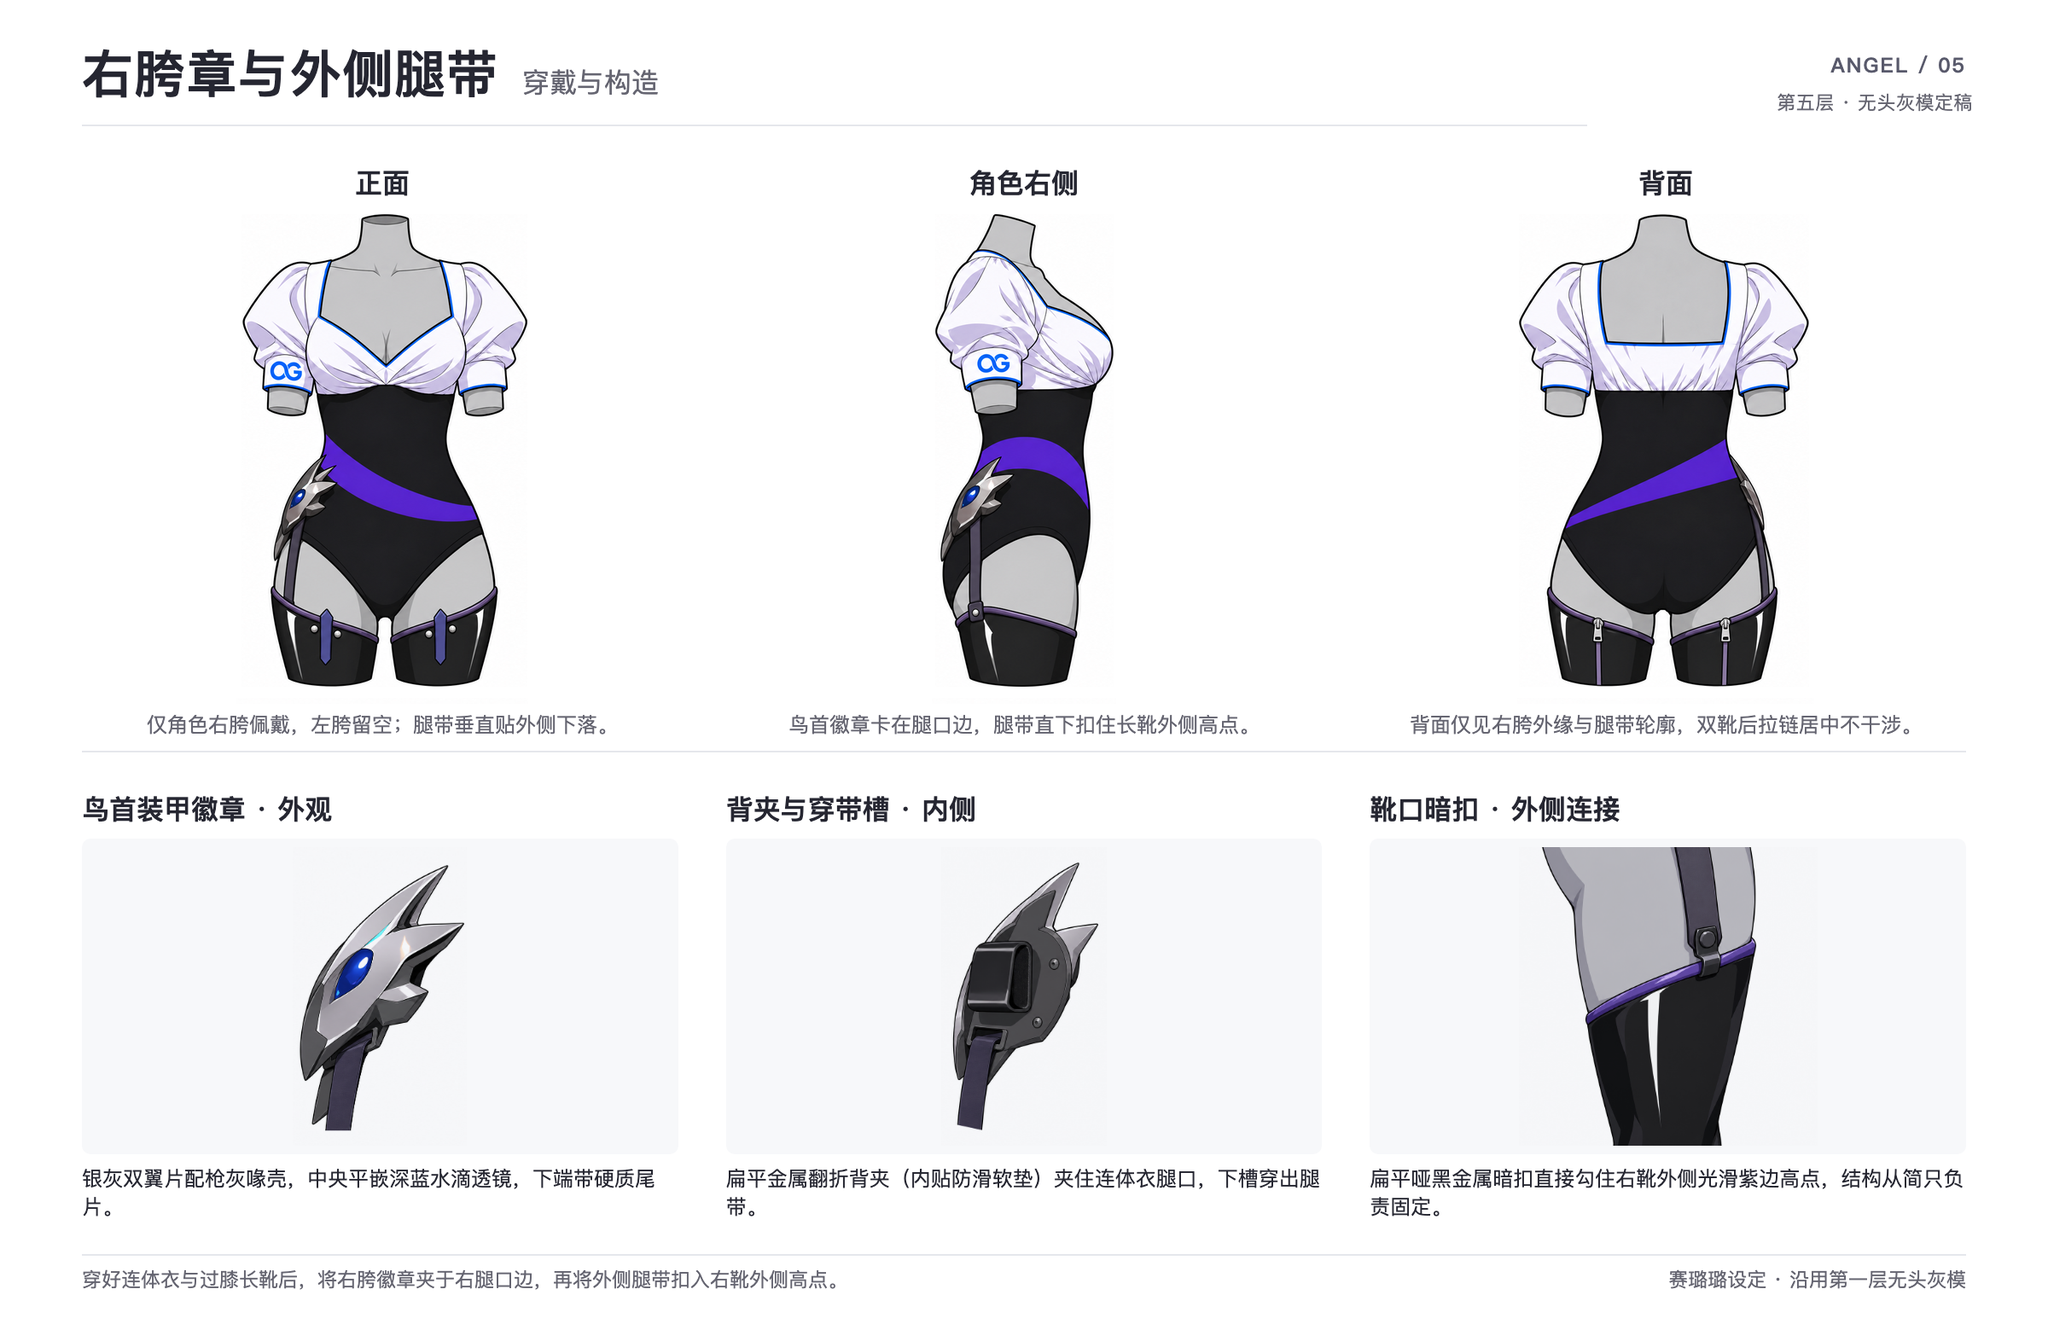 右胯章与外侧腿带 穿戴与构造
ANGEL / 05
第五层 · 无头灰模定稿
正面
角色右侧
背面
OG
OG
仅角色右胯佩戴，左胯留空；腿带垂直贴外侧下落。
鸟首徽章卡在腿口边，腿带直下扣住长靴外侧高点。
背面仅见右胯外缘与腿带轮廓，双靴后拉链居中不干涉。
鸟首装甲徽章 · 外观
背夹与穿带槽 · 内侧
靴口暗扣 · 外侧连接
银灰双翼片配枪灰喙壳，中央平嵌深蓝水滴透镜，下端带硬质尾
片。
扁平金属翻折背夹（内贴防滑软垫）夹住连体衣腿口，下槽穿出腿
带。
扁平哑黑金属暗扣直接勾住右靴外侧光滑紫边高点，结构从简只负
责固定。
穿好连体衣与过膝长靴后，将右胯徽章夹于右腿口边，再将外侧腿带扣入右靴外侧高点。
赛璐璐设定 · 沿用第一层无头灰模